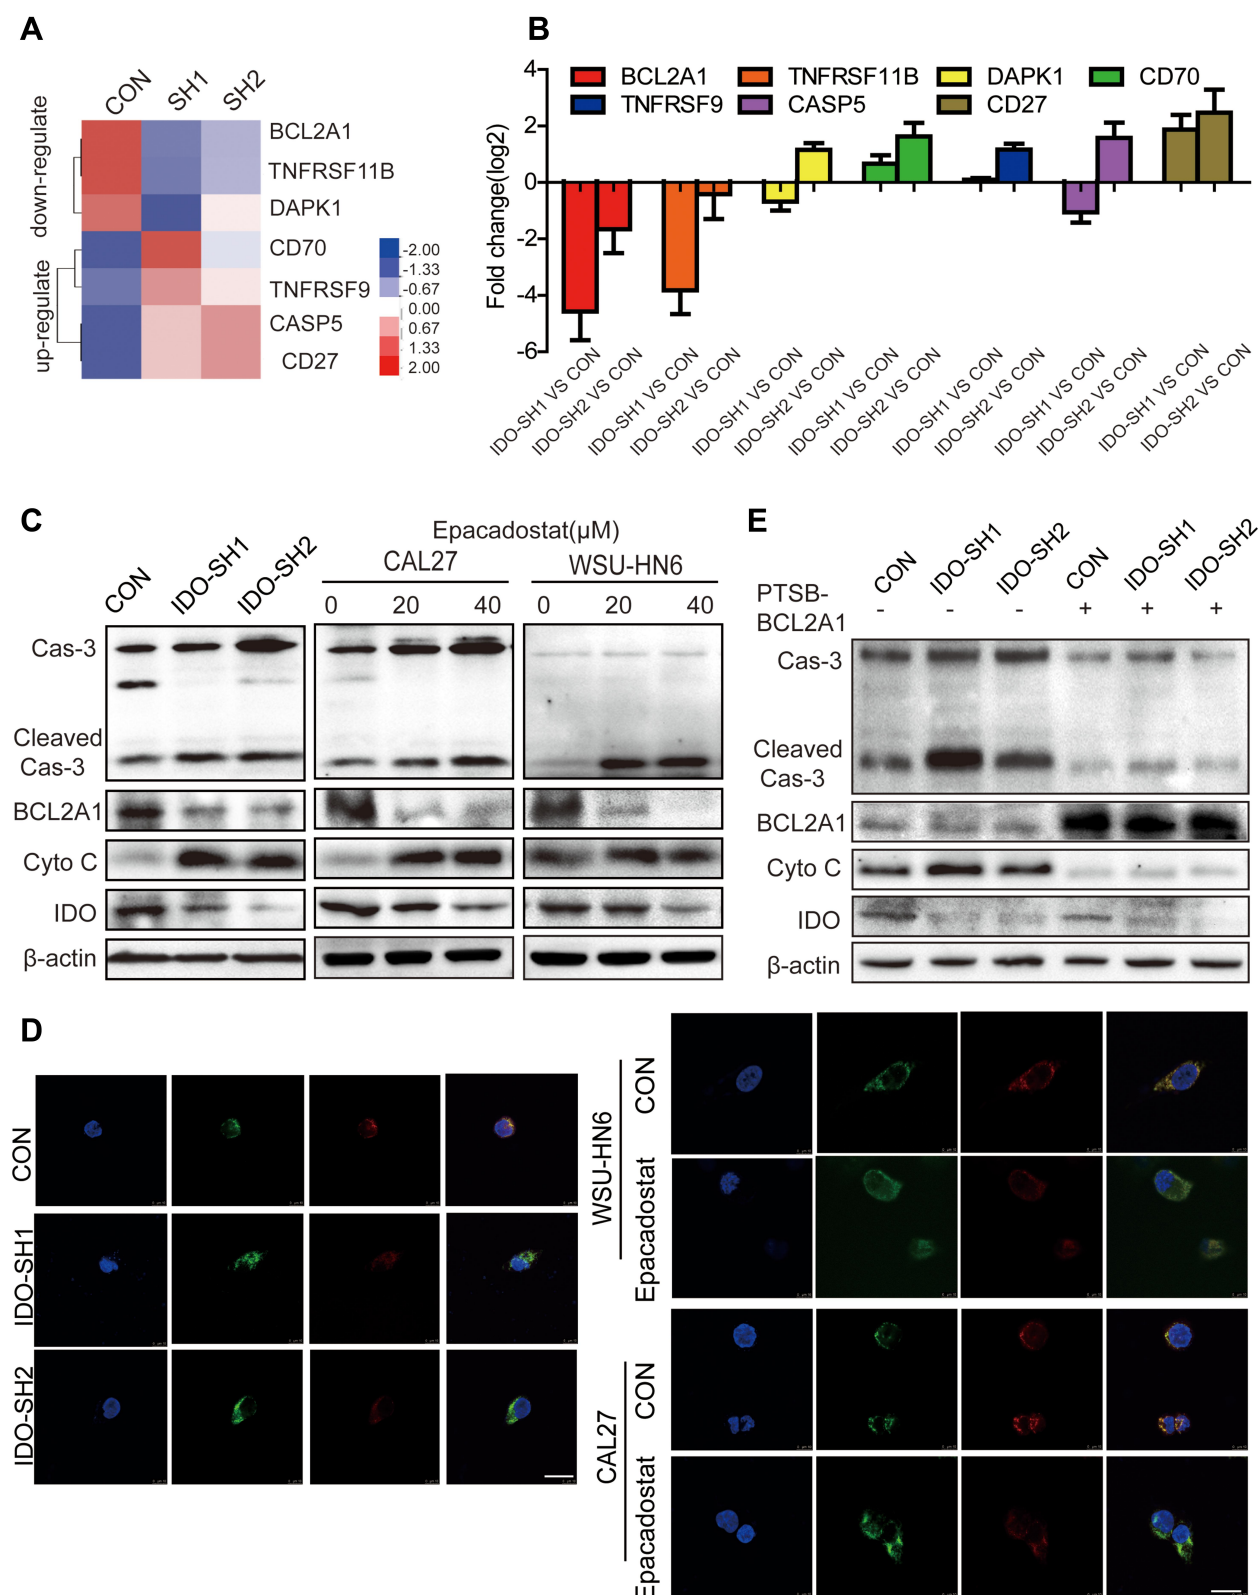 A
CON
SH1
SH2
down-regulate
up-regulate
BCL2A1
TNFRSF11B
DAPK1
CD70
TNFRSF9
CASP5
CD27
-2.00
-1.33
-0.67
0.00
0.67
1.33
2.00
B
BCL2A1
TNFRSF11B
DAPK1
CD70
TNFRSF9
CASP5
CD27
Fold change(log2)
4
2
0
-2
-4
-6
IDO-SH1 VS CON
IDO-SH2 VS CON
IDO-SH1 VS CON
IDO-SH2 VS CON
IDO-SH1 VS CON
IDO-SH2 VS CON
IDO-SH1 VS CON
IDO-SH2 VS CON
IDO-SH1 VS CON
IDO-SH2 VS CON
IDO-SH1 VS CON
IDO-SH2 VS CON
IDO-SH1 VS CON
IDO-SH2 VS CON
C
Epacadostat(μM)
CON
IDO-SH1
IDO-SH2
CAL27
WSU-HN6
0 20 40
0 20 40
Cas-3
Cleaved
Cas-3
BCL2A1
Cyto C
IDO
β-actin
E
CON
IDO-SH1
IDO-SH2
CON
IDO-SH1
IDO-SH2
PTSB-
BCL2A1
- - - + + +
Cas-3
Cleaved
Cas-3
BCL2A1
Cyto C
IDO
β-actin
D
CON
IDO-SH1
IDO-SH2
WSU-HN6
CON
Epacadostat
CAL27
CON
Epacadostat